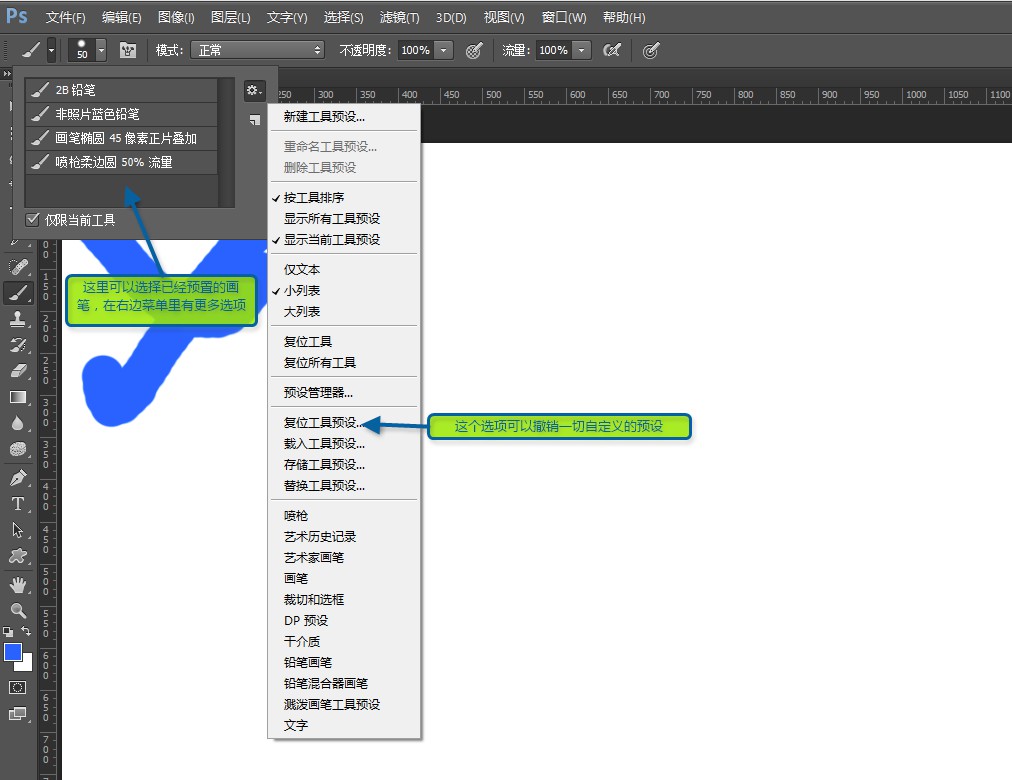 Ps 文件(F) 编辑(E) 图像(I) 图层(L) 文字(Y) 选择(S) 滤镜(T) 3D(D) 视图(V) 窗口(W) 帮助(H)
50 模式: 正常 不透明度: 100% 流量: 100%
2B 铅笔
非照片蓝色铅笔
画笔椭圆 45 像素正片叠加
喷枪柔边圆 50% 流量
仅限当前工具
250 300 350 400 450 500 550 600 650 700 750 800 850 900 950 1000 1050 1100
新建工具预设...
重命名工具预设...
删除工具预设
✓ 按工具排序
显示所有工具预设
✓ 显示当前工具预设
仅文本
✓ 小列表
大列表
复位工具
复位所有工具
预设管理器...
复位工具预设...
载入工具预设...
存储工具预设...
替换工具预设...
喷枪
艺术历史记录
艺术家画笔
画笔
裁切和选框
DP 预设
干介质
铅笔画笔
铅笔混合器画笔
溅泼画笔工具预设
文字
这里可以选择已经预置的画
笔，在右边菜单里有更多选项
这个选项可以撤销一切自定义的预设
150
200
250
300
350
400
450
500
550
600
650
700